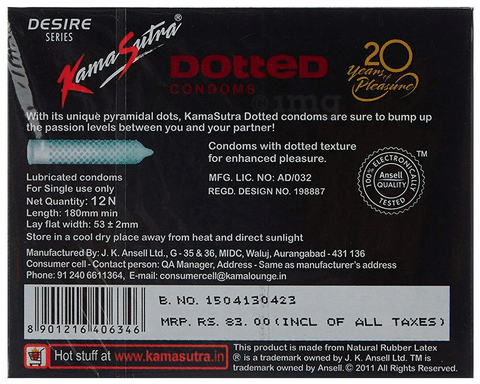 DESIRE
SERIES
KamaSutra®
DOTTED
CONDOMS
20
Years of
Pleasure
With its unique pyramidal dots, KamaSutra Dotted condoms are sure to bump up
the passion levels between you and your partner!
Condoms with dotted texture
for enhanced pleasure.
MFG. LIC. NO: AD/032
REGD. DESIGN NO. 198887
100% ELECTRONICALLY
Ansell
QUALITY
TESTED
TM
Lubricated condoms
For Single use only
Net Quantity: 12N
Length: 180mm min
Lay flat width: 53 ± 2mm
Store in a cool dry place away from heat and direct sunlight
Manufactured By: J. K. Ansell Ltd., G - 35 & 36, MIDC, Waluj, Aurangabad - 431 136
Consumer cell - Contact person: QA Manager, Address - Same as manufacturer's address
Phone: 91 240 6611364, E-mail: consumercell@kamalounge.in
B. NO. 1504130423
MRP. RS. 83.00(INCL OF ALL TAXES)
8 901216 406346
Hot stuff at www.kamasutra.in
This product is made from Natural Rubber Latex
® is a trademark owned by J. K. Ansell Ltd. TM is
a trademark owned by Ansell. © 2011 All Rights Reserved.